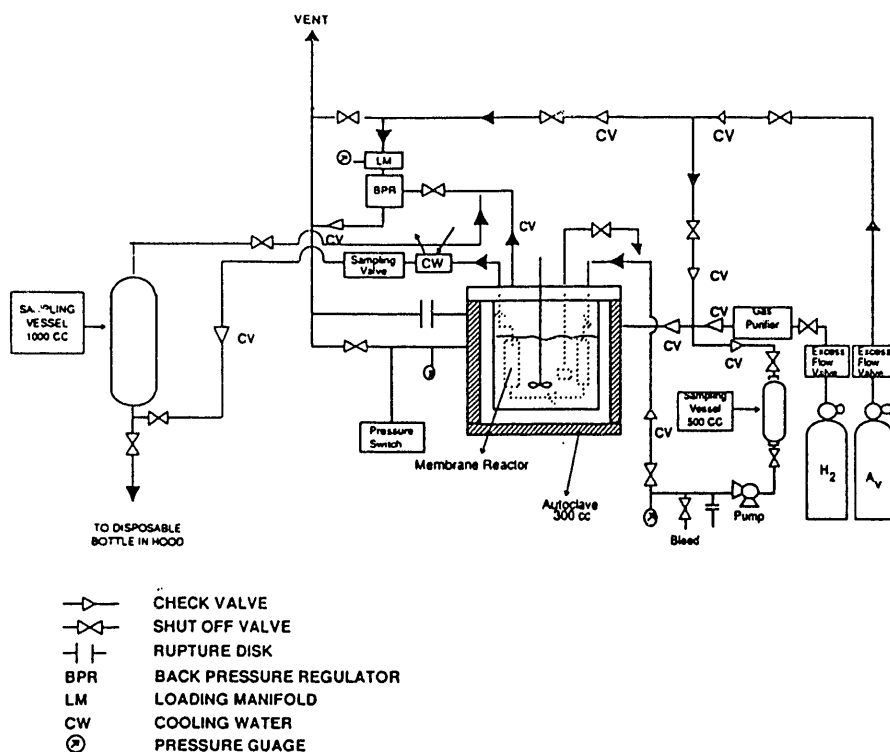 VENT
CV
CV
LM
BPR
CV
CV
CV
Sampling
Valve
CW
CV
SAMPLING
VESSEL
1000 CC
CV
Gas
Purifier
CV
CV
CV
Excess
Flow
Valve
Excess
Flow
Valve
Sampling
Vessel
500 CC
Pressure
Switch
CV
Membrane Reactor
H2
Av
Autoclave
300 cc
Pump
Bleed
TO DISPOSABLE
BOTTLE IN HOOD
CHECK VALVE
SHUT OFF VALVE
RUPTURE DISK
BPR BACK PRESSURE REGULATOR
LM LOADING MANIFOLD
CW COOLING WATER
PRESSURE GUAGE